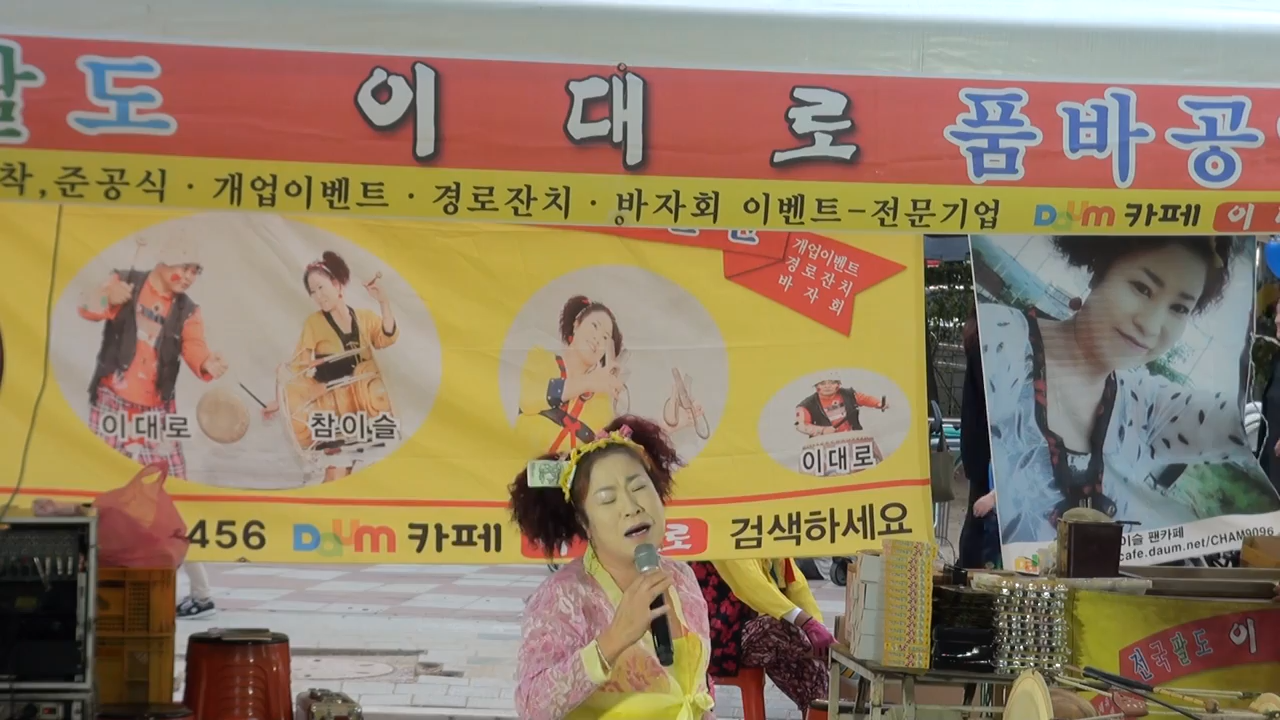 팔도 이대로 품바공
착, 준공식 · 개업이벤트 · 경로잔치 · 바자회 이벤트-전문기업 Daum 카페 이
개업이벤트
경로잔치
바자회
이대로
참이슬
이대로
456 Daum 카페 이 로 검색하세요
이슬 팬카페
cafe.daum.net/CHAM9096
전국팔도 이